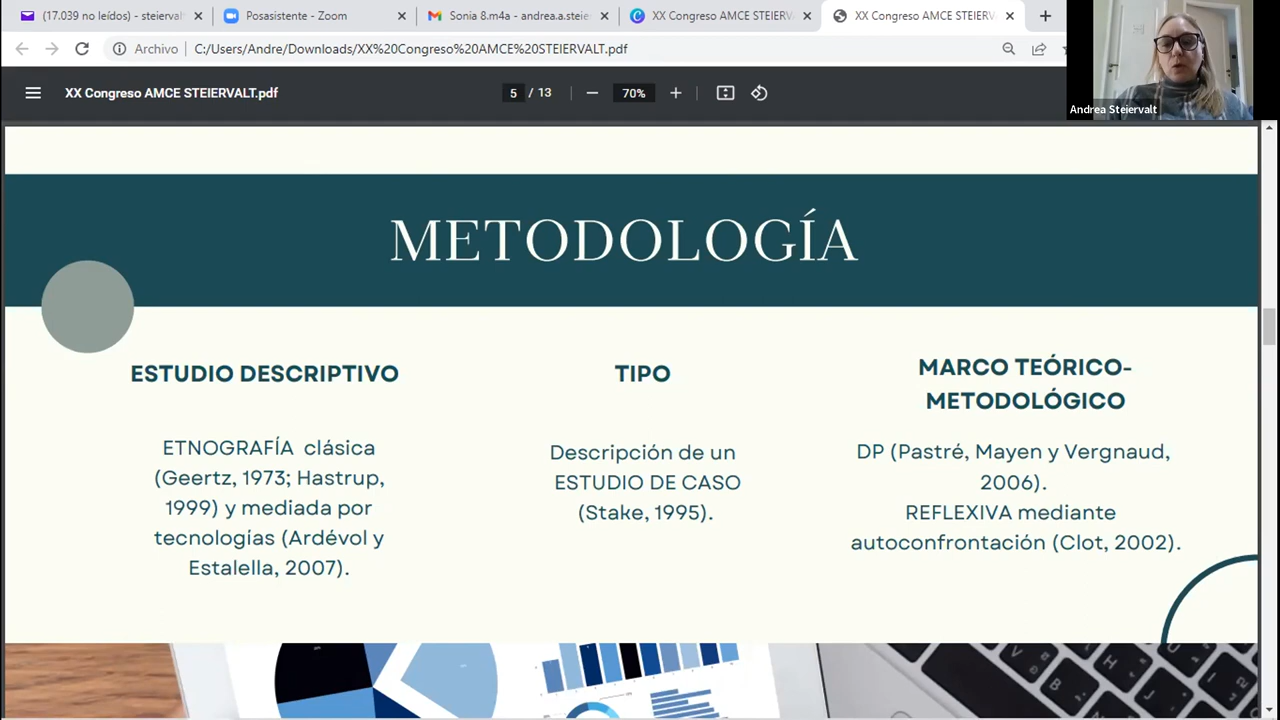 (17.039 no leídos) - steierval
Posasistente - Zoom
Sonia 8.m4a - andrea.a.steie
XX Congreso AMCE STEIERVALT
XX Congreso AMCE STEIERVALT
Archivo C:/Users/Andre/Downloads/XX%20Congreso%20AMCE%20STEIERVALT.pdf
XX Congreso AMCE STEIERVALT.pdf
5 / 13
70%
Andrea Steiervalt
METODOLOGÍA
ESTUDIO DESCRIPTIVO
ETNOGRAFÍA clásica
(Geertz, 1973; Hastrup,
1999) y mediada por
tecnologías (Ardévol y
Estalella, 2007).
TIPO
Descripción de un
ESTUDIO DE CASO
(Stake, 1995).
MARCO TEÓRICO-
METODOLÓGICO
DP (Pastré, Mayen y Vergnaud,
2006).
REFLEXIVA mediante
autoconfrontación (Clot, 2002).